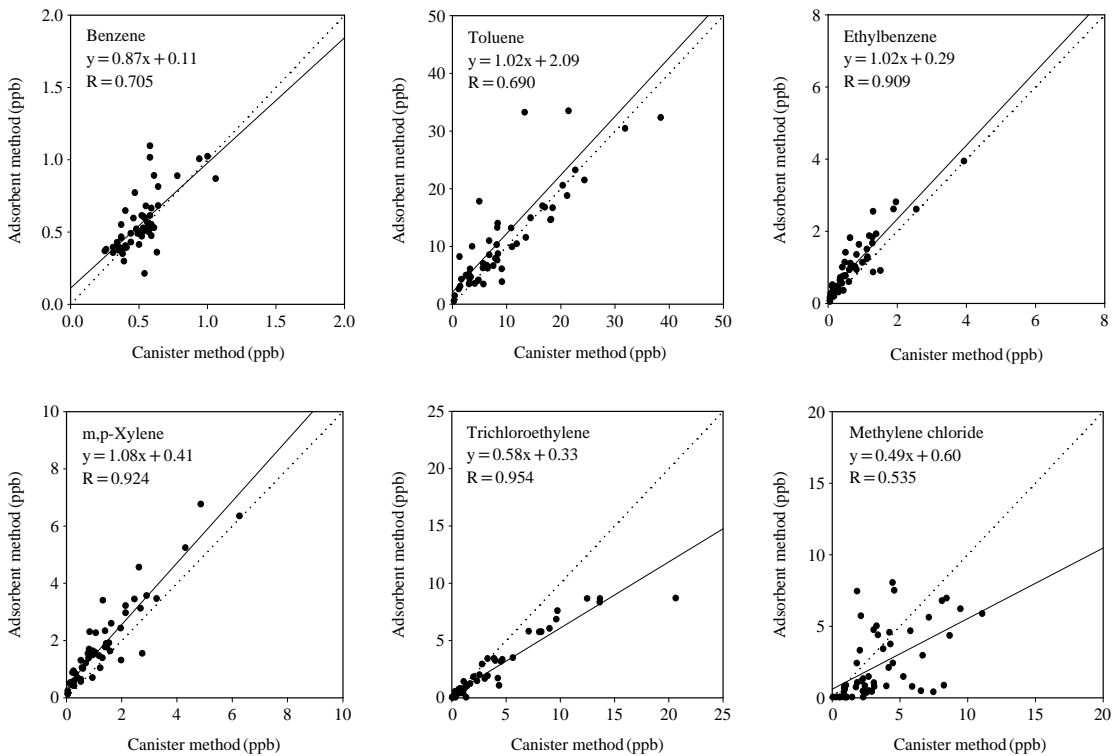 Benzene
y = 0.87x + 0.11
R = 0.705
Adsorbent method (ppb)
2.0
1.5
1.0
0.5
0.0
0.0 0.5 1.0 1.5 2.0
Canister method (ppb)
Toluene
y = 1.02x + 2.09
R = 0.690
Adsorbent method (ppb)
50
40
30
20
10
0
0 10 20 30 40 50
Canister method (ppb)
Ethylbenzene
y = 1.02x + 0.29
R = 0.909
Adsorbent method (ppb)
8
6
4
2
0
0 2 4 6 8
Canister method (ppb)
m,p-Xylene
y = 1.08x + 0.41
R = 0.924
Adsorbent method (ppb)
10
8
6
4
2
0
0 2 4 6 8 10
Canister method (ppb)
Trichloroethylene
y = 0.58x + 0.33
R = 0.954
Adsorbent method (ppb)
25
20
15
10
5
0
0 5 10 15 20 25
Canister method (ppb)
Methylene chloride
y = 0.49x + 0.60
R = 0.535
Adsorbent method (ppb)
20
15
10
5
0
0 5 10 15 20
Canister method (ppb)